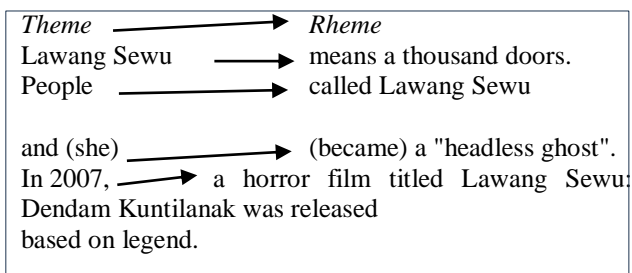 Theme Rheme
Lawang Sewu means a thousand doors.
People called Lawang Sewu
and (she) (became) a "headless ghost".
In 2007, a horror film titled Lawang Sewu:
Dendam Kuntilanak was released
based on legend.